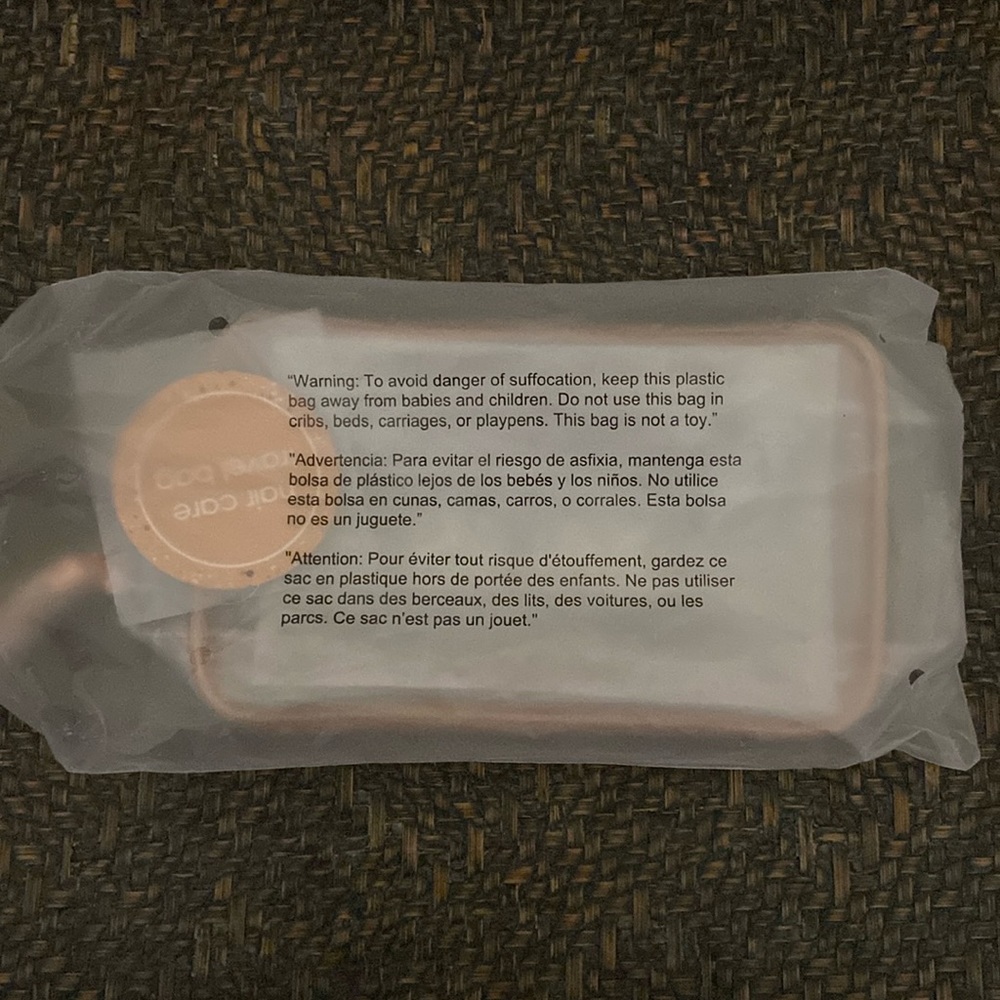 “Warning: To avoid danger of suffocation, keep this plastic
bag away from babies and children. Do not use this bag in
cribs, beds, carriages, or playpens. This bag is not a toy.”
"Advertencia: Para evitar el riesgo de asfixia, mantenga esta
bolsa de plástico lejos de los bebés y los niños. No utilice
esta bolsa en cunas, camas, carros, o corrales. Esta bolsa
no es un juguete.”
"Attention: Pour éviter tout risque d'étouffement, gardez ce
sac en plastique hors de portée des enfants. Ne pas utiliser
ce sac dans des berceaux, des lits, des voitures, ou les
parcs. Ce sac n’est pas un jouet."
hair care
travel bag